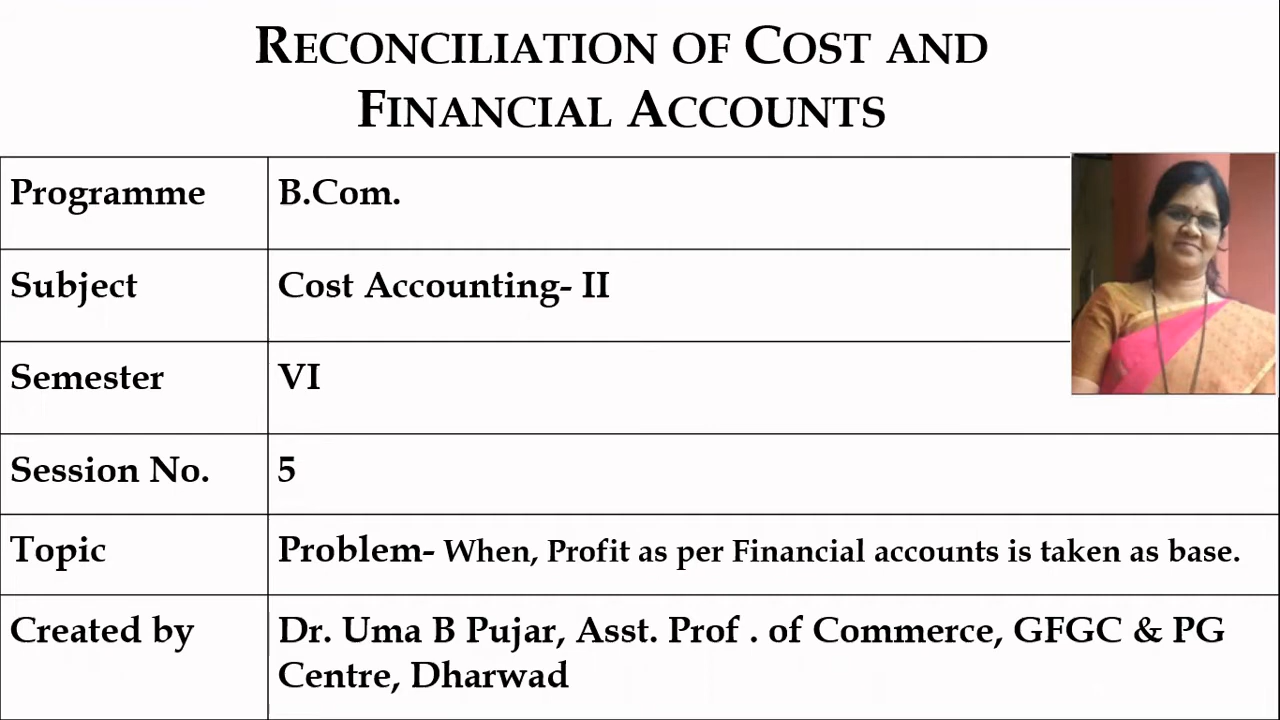 RECONCILIATION OF COST AND
FINANCIAL ACCOUNTS
Programme B.Com.
Subject Cost Accounting- II
Semester VI
Session No. 5
Topic Problem- When, Profit as per Financial accounts is taken as base.
Created by Dr. Uma B Pujar, Asst. Prof . of Commerce, GFGC & PG
Centre, Dharwad